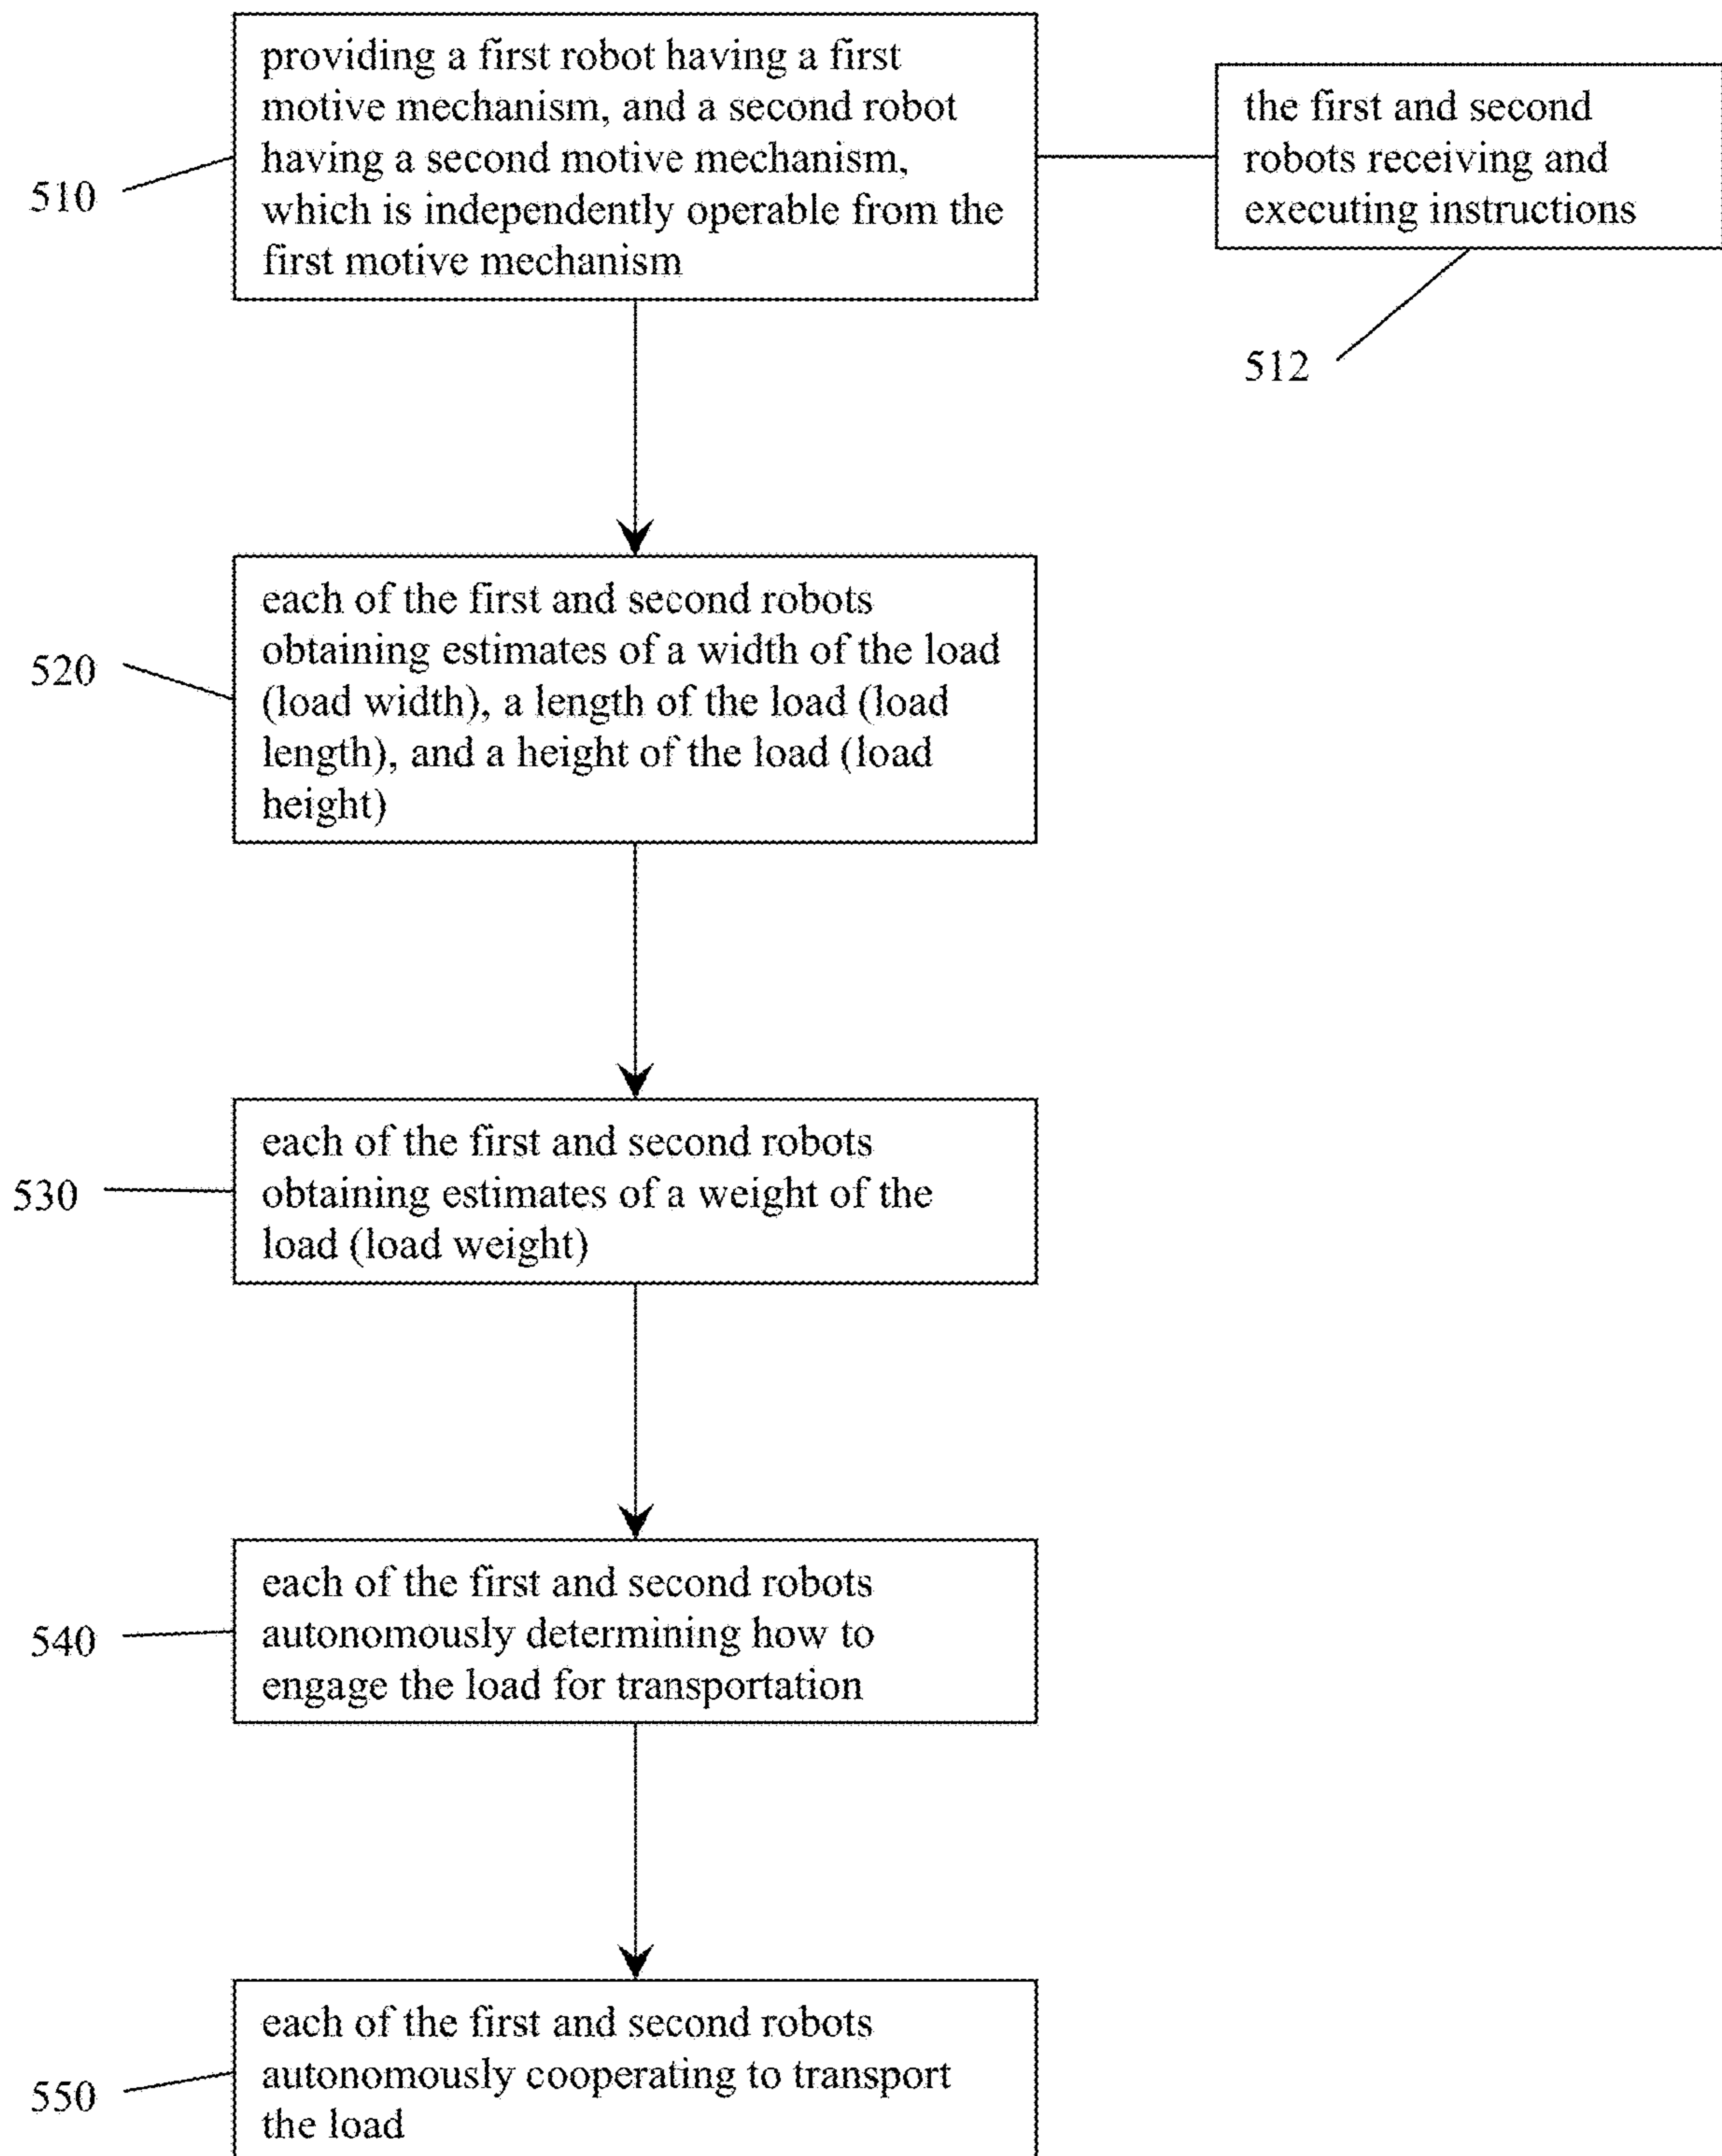 providing a first robot having a first
motive mechanism, and a second robot
having a second motive mechanism,
which is independently operable from the
first motive mechanism
510
the first and second
robots receiving and
executing instructions
512
each of the first and second robots
obtaining estimates of a width of the load
(load width), a length of the load (load
length), and a height of the load (load
height)
520
each of the first and second robots
obtaining estimates of a weight of the
load (load weight)
530
each of the first and second robots
autonomously determining how to
engage the load for transportation
540
each of the first and second robots
autonomously cooperating to transport
the load
550